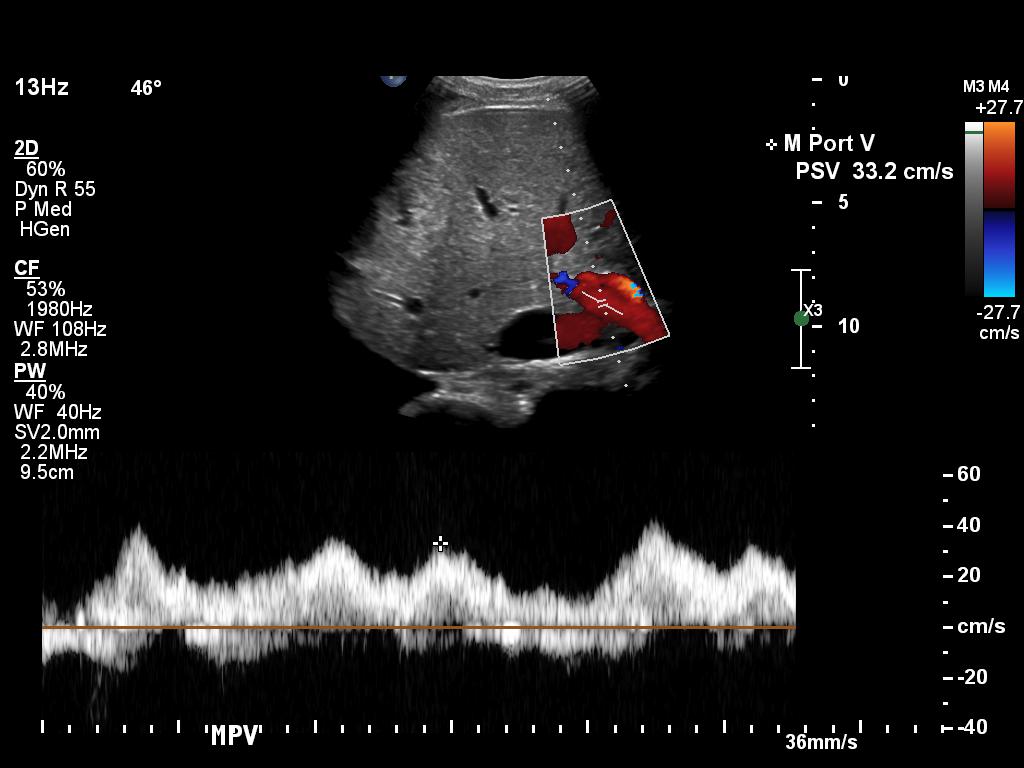 13Hz
46°
2D
60%
Dyn R 55
P Med
HGen
CF
53%
1980Hz
WF 108Hz
2.8MHz
PW
40%
WF 40Hz
SV2.0mm
2.2MHz
9.5cm
0
5
10
X3
M Port V
PSV 33.2 cm/s
M3 M4
+27.7
-27.7
cm/s
60
40
20
cm/s
-20
-40
MPV
36mm/s